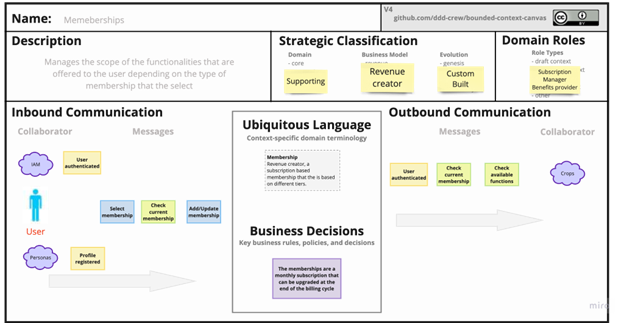 Name: Memeberships
V4
github.com/ddd-crew/bounded-context-canvas
CC
BY
Description
Manages the scope of the functionalities that are
offered to the user depending on the type of
membership that the select
Strategic Classification
Domain
- core
Supporting
Business Model
Revenue
creator
Evolution
- genesis
Custom
Built
Domain Roles
Role Types
- draft context
Subscription
Manager
Benefits provider
- other
Inbound Communication
Collaborator
Messages
IAM
User
authenticated
User
Select
membership
Check
current
membership
Add/Update
membership
Personas
Profile
registered
Ubiquitous Language
Context-specific domain terminology
Membership
Revenue creator, a
subscription based
membership that the is based
on different tiers.
Business Decisions
Key business rules, policies, and decisions
The memberships are a
monthly subscription that
can be upgraded at the
end of the billing cycle
Outbound Communication
Messages
Collaborator
User
authenticated
Check
current
membership
Check
available
functions
Crops
miro